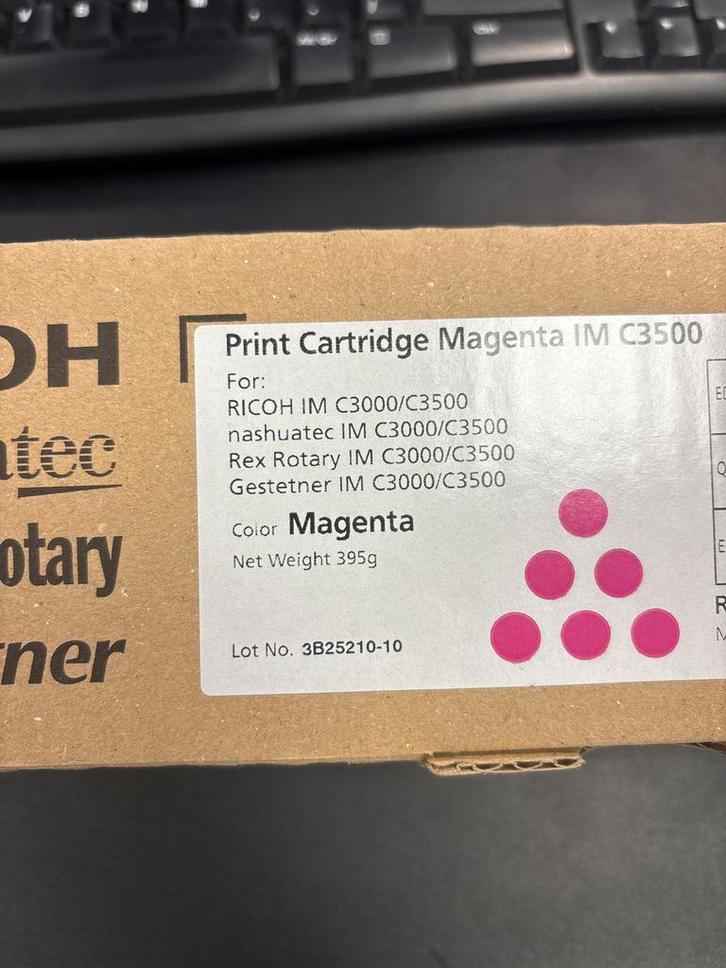 Print Cartridge Magenta IM C3500
For:
RICOH IM C3000/C3500
nashuatec IM C3000/C3500
Rex Rotary IM C3000/C3500
Gestetner IM C3000/C3500
Color Magenta
Net Weight 395g
Lot No. 3B25210-10
OH
atec
otary
ner